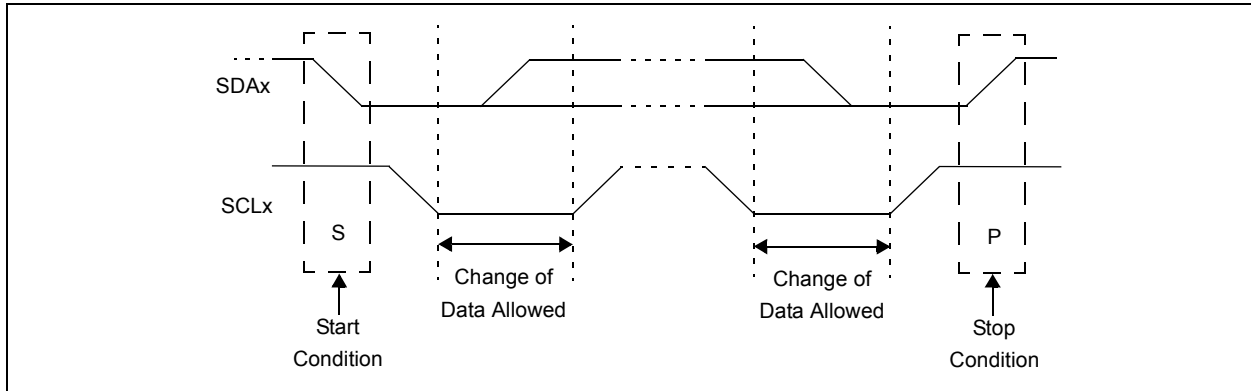 SDAx
SCLx
S
P
Change of
Data Allowed
Change of
Data Allowed
Start
Condition
Stop
Condition